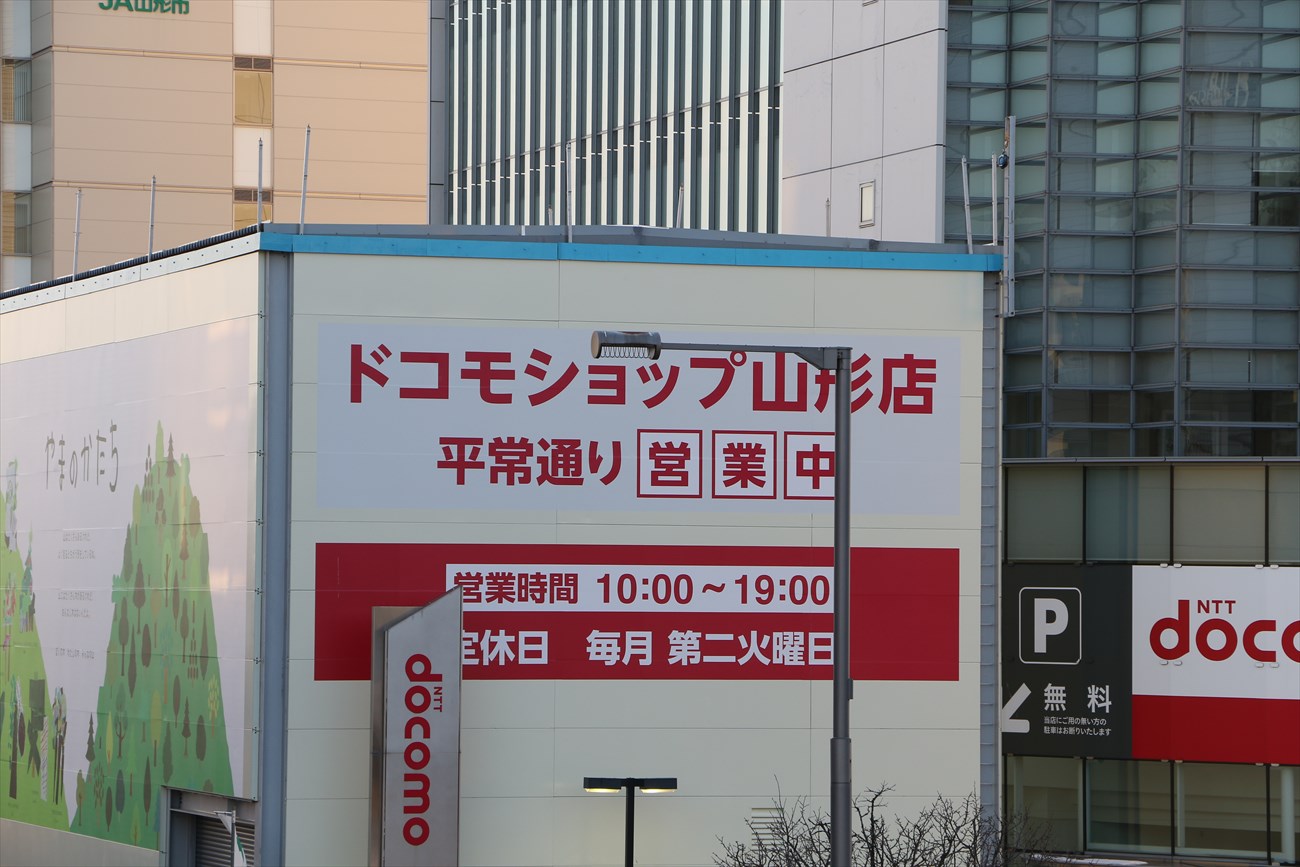 JA山形市
ドコモショップ山形店
平常通り 営業中
営業時間 10:00～19:00
定休日 毎月 第二火曜日
やまのかたち
NTT
docomo
P
無料
当店にご用の無い方の
駐車はお断りいたします
NTT
doco